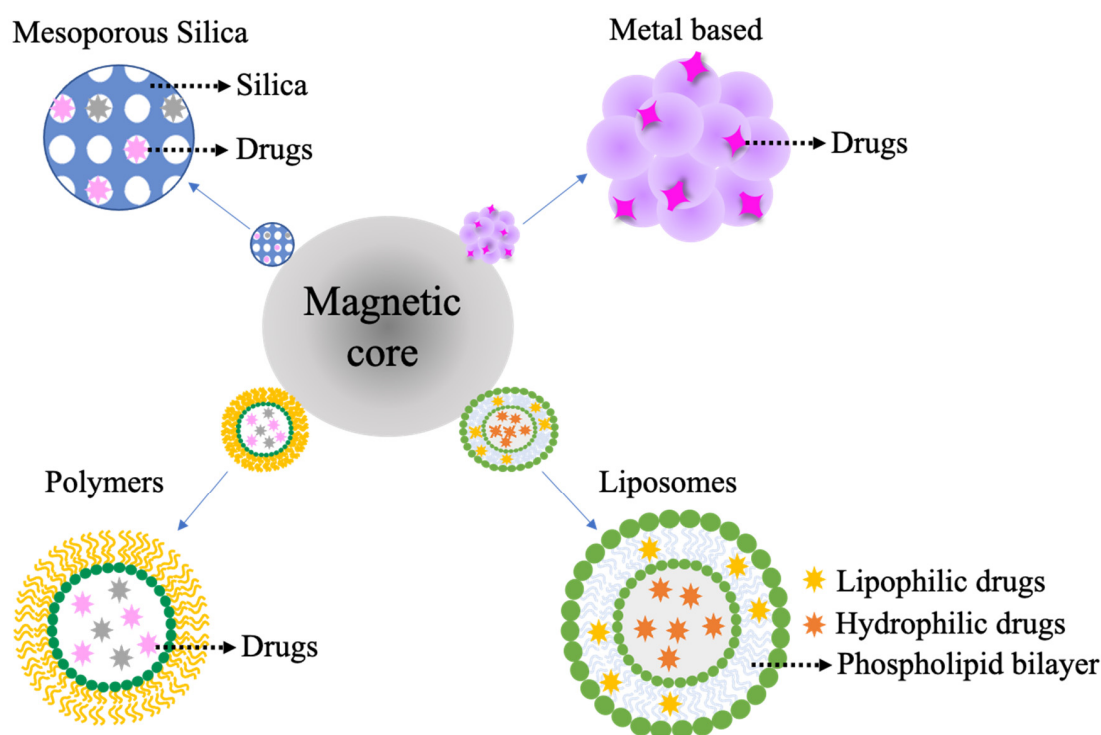 Mesoporous Silica
Silica
Drugs
Metal based
Drugs
Magnetic
core
Polymers
Drugs
Liposomes
Lipophilic drugs
Hydrophilic drugs
Phospholipid bilayer